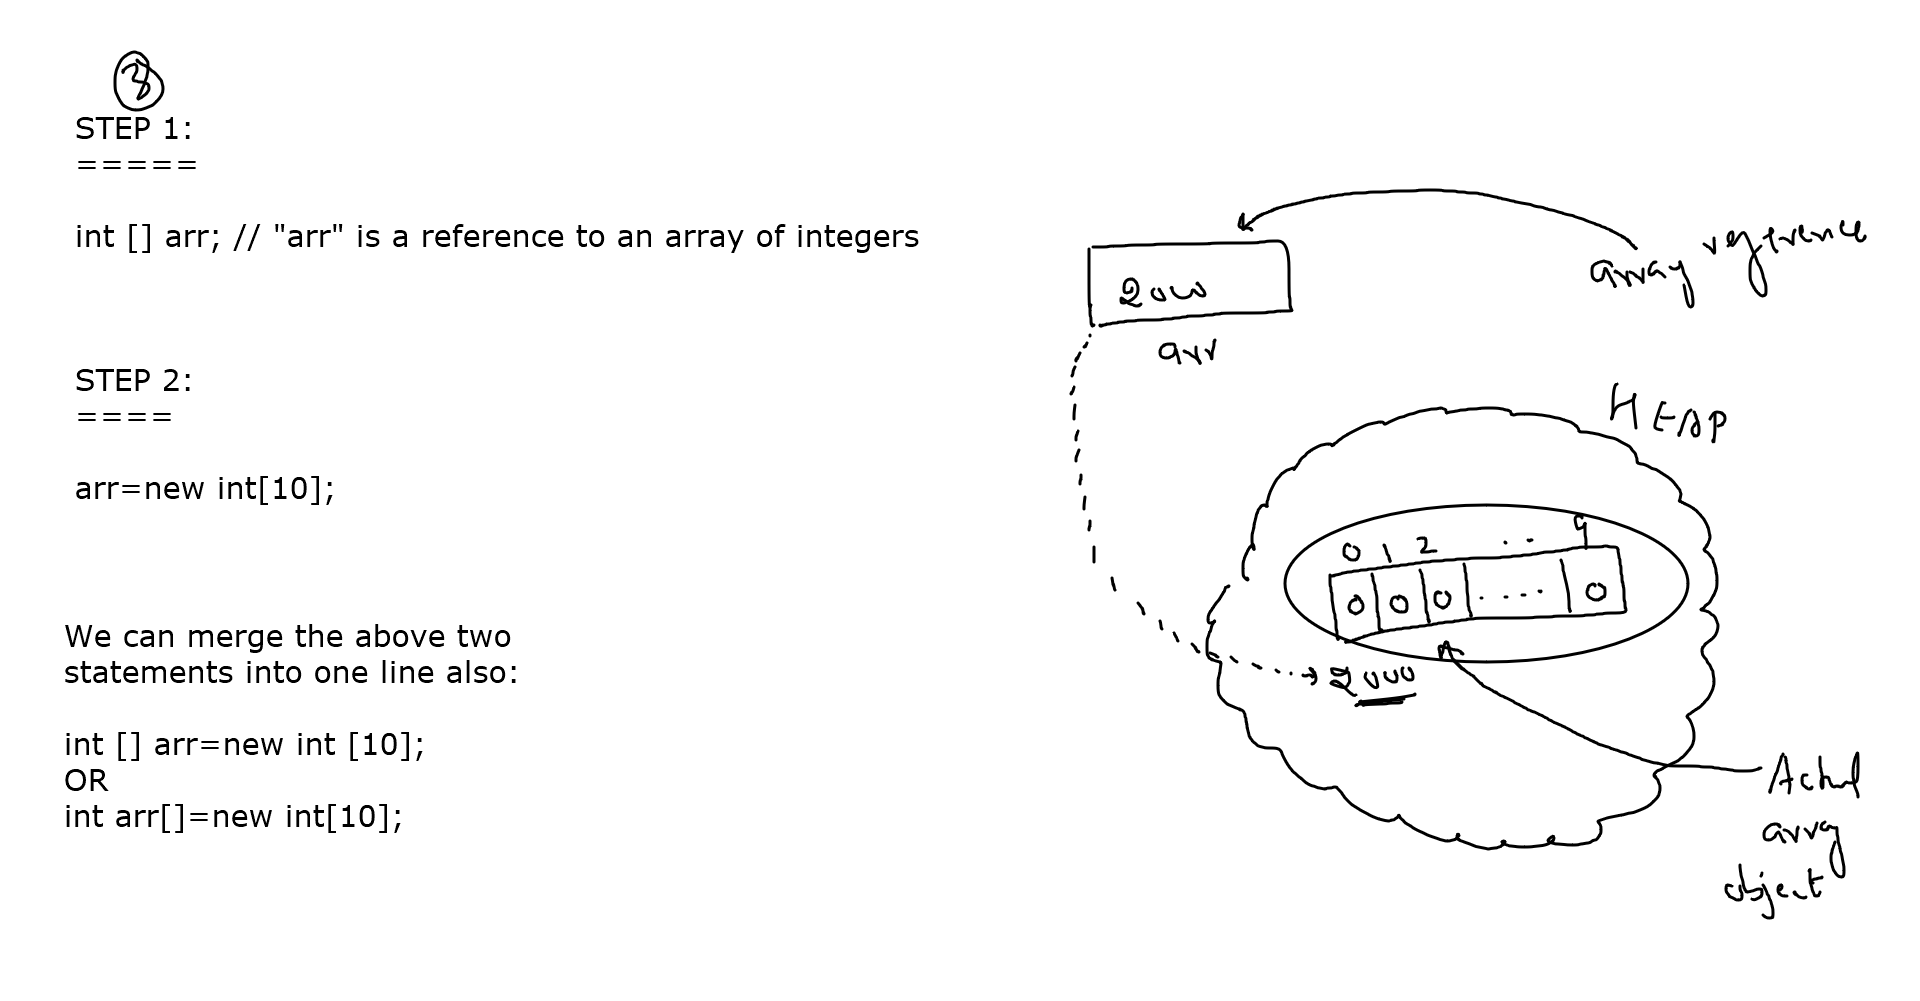 3
STEP 1:
=====
int [] arr; // "arr" is a reference to an array of integers
STEP 2:
====
arr=new int[10];
We can merge the above two
statements into one line also:
int [] arr=new int [10];
OR
int arr[]=new int[10];
array reference
2000
arr
HEAP
0 1 2 .. 9
0 0 0 .... 0
2000
Actual
array
object